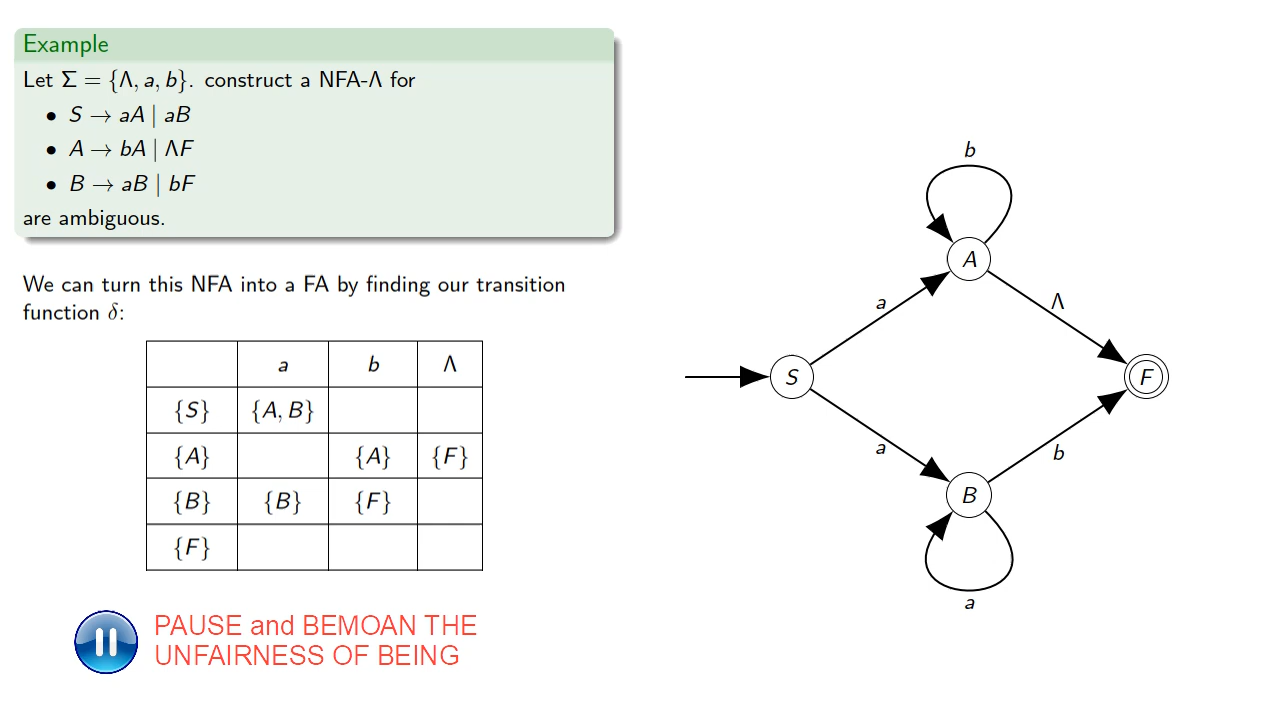 Example
Let Σ = {Λ, a, b}. construct a NFA-Λ for
• S → aA | aB
• A → bA | ΛF
• B → aB | bF
are ambiguous.
We can turn this NFA into a FA by finding our transition
function δ:
a b Λ
{S} {A, B}
{A} {A} {F}
{B} {B} {F}
{F}
PAUSE and BEMOAN THE
UNFAIRNESS OF BEING
b
A
a Λ
S F
a b
B
a